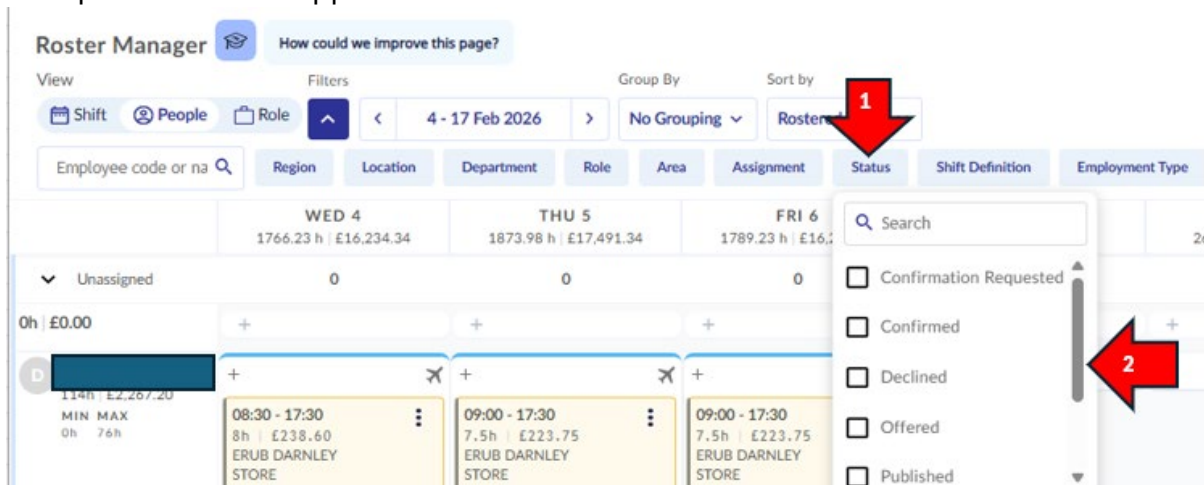 Roster Manager How could we improve this page?
View Filters Group By Sort by
Shift People Role 4 - 17 Feb 2026 No Grouping
1
Employee code or na Region Location Department Role Area Assignment Status Shift Definition Employment Type
WED 4 THU 5 FRI 6
1766.23 h | £16,234.34 1873.98 h | £17,491.34 1789.23 h
Search
Unassigned 0 0 0
Confirmation Requested
0h | £0.00 + + + +
Confirmed
D + + +
114h | £2,267.20
2
Declined
MIN MAX
0h 76h
08:30 - 17:30 09:00 - 17:30 09:00 - 17:30
8h | £238.60 7.5h | £223.75 7.5h | £223.75
Offered
ERUB DARNLEY ERUB DARNLEY ERUB DARNLEY
STORE STORE STORE
Published